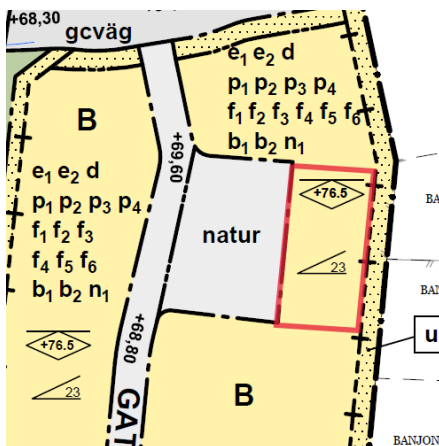 +68,30
gcväg
e1 e2 d
p1 p2 p3 p4
f1 f2 f3 f4 f5 f6
b1 b2 n1
B
+69,60
e1 e2 d
p1 p2 p3 p4
f1 f2 f3
f4 f5 f6
b1 b2 n1
+76.5
natur
23
BA
BAN
+68,80
u
+76.5
23
GAT
B
BANJON